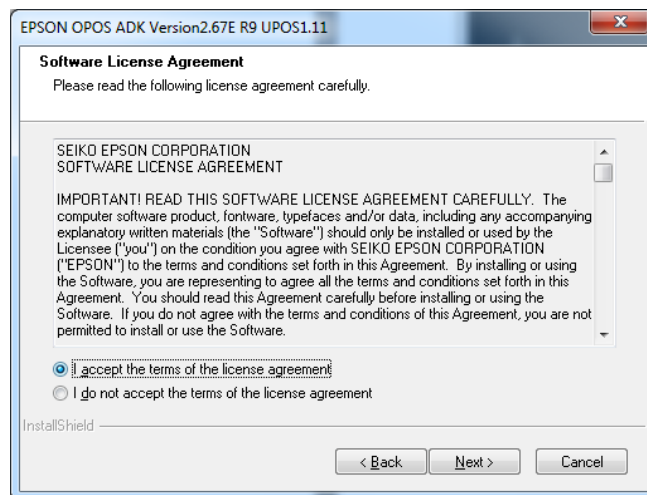 EPSON OPOS ADK Version2.67E R9 UPOS1.11
Software License Agreement
Please read the following license agreement carefully.
SEIKO EPSON CORPORATION
SOFTWARE LICENSE AGREEMENT
IMPORTANT! READ THIS SOFTWARE LICENSE AGREEMENT CAREFULLY. The
computer software product, fontware, typefaces and/or data, including any accompanying
explanatory written materials (the "Software") should only be installed or used by the
Licensee ("you") on the condition you agree with SEIKO EPSON CORPORATION
("EPSON") to the terms and conditions set forth in this Agreement. By installing or using
the Software, you are representing to agree all the terms and conditions set forth in this
Agreement. You should read this Agreement carefully before installing or using the
Software. If you do not agree with the terms and conditions of this Agreement, you are not
permitted to install or use the Software.
I accept the terms of the license agreement
I do not accept the terms of the license agreement
InstallShield
< Back
Next >
Cancel